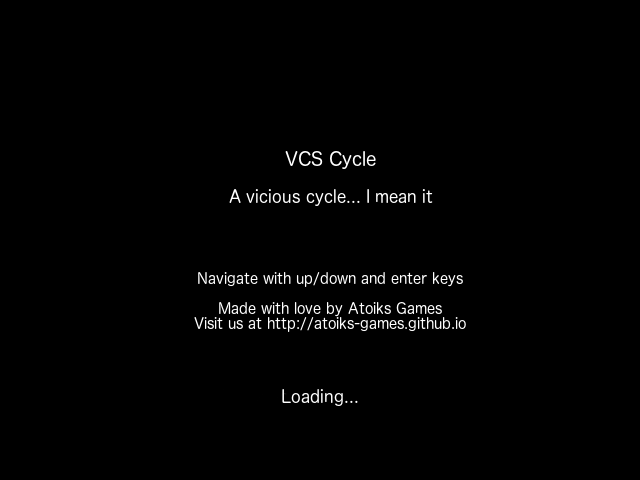 VCS Cycle
A vicious cycle... I mean it
Navigate with up/down and enter keys
Made with love by Atoiks Games
Visit us at http://atoiks-games.github.io
Loading...